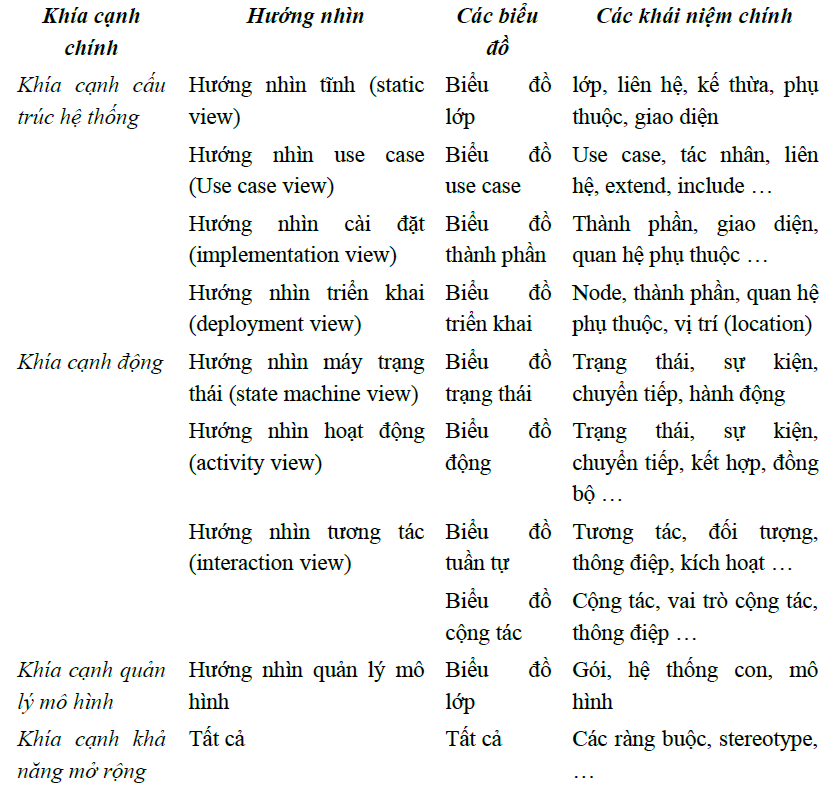 Khía cạnh chính Hướng nhìn Các biểu đồ Các khái niệm chính
Khía cạnh cấu trúc hệ thống
Hướng nhìn tĩnh (static view)
Biểu đồ lớp
lớp, liên hệ, kế thừa, phụ thuộc, giao diện
Hướng nhìn use case (Use case view)
Biểu đồ use case
Use case, tác nhân, liên hệ, extend, include …
Hướng nhìn cài đặt (implementation view)
Biểu đồ thành phần
Thành phần, giao diện, quan hệ phụ thuộc …
Hướng nhìn triển khai (deployment view)
Biểu đồ triển khai
Node, thành phần, quan hệ phụ thuộc, vị trí (location)
Khía cạnh động
Hướng nhìn máy trạng thái (state machine view)
Biểu đồ trạng thái
Trạng thái, sự kiện, chuyển tiếp, hành động
Hướng nhìn hoạt động (activity view)
Biểu đồ động
Trạng thái, sự kiện, chuyển tiếp, kết hợp, đồng bộ …
Hướng nhìn tương tác (interaction view)
Biểu đồ tuần tự
Tương tác, đối tượng, thông điệp, kích hoạt …
Biểu đồ cộng tác
Cộng tác, vai trò cộng tác, thông điệp …
Khía cạnh quản lý mô hình
Hướng nhìn quản lý mô hình
Biểu đồ lớp
Gói, hệ thống con, mô hình
Khía cạnh khả năng mở rộng
Tất cả
Tất cả
Các ràng buộc, stereotype, …